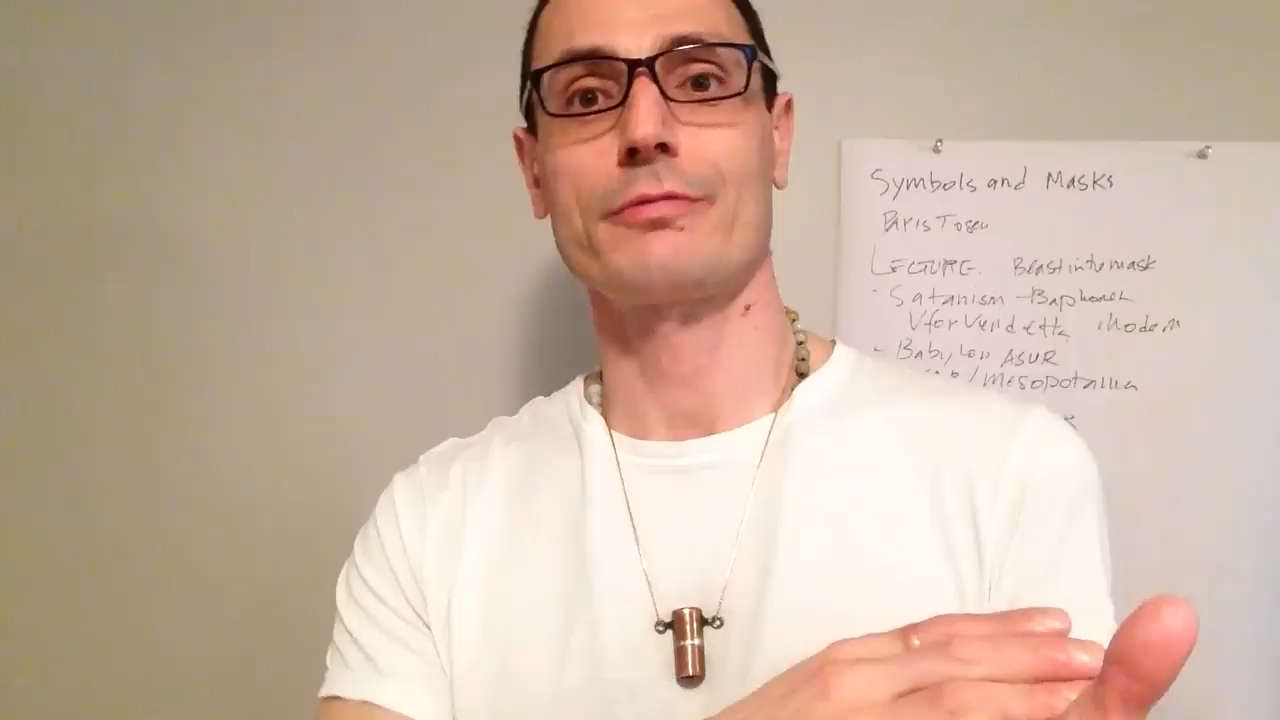 Symbols and Masks
Paris Tosen
LECTURE. Beast in the mask
- Satanism - Baphomet
V for Vendetta Modern
- Babylon ASUR
/ MESOPOTAMIA